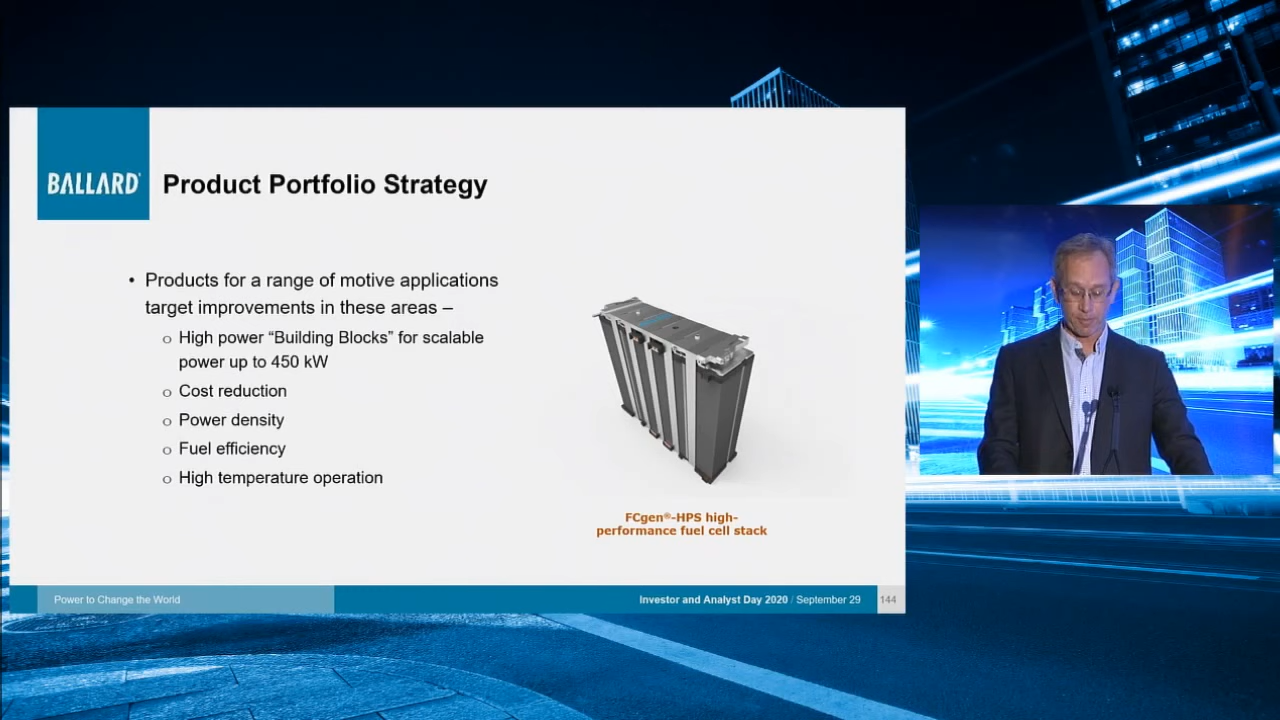 BALLARD
Product Portfolio Strategy
• Products for a range of motive applications
target improvements in these areas –
o High power “Building Blocks” for scalable
power up to 450 kW
o Cost reduction
o Power density
o Fuel efficiency
o High temperature operation
FCgen®-HPS high-
performance fuel cell stack
Power to Change the World
Investor and Analyst Day 2020 / September 29
144